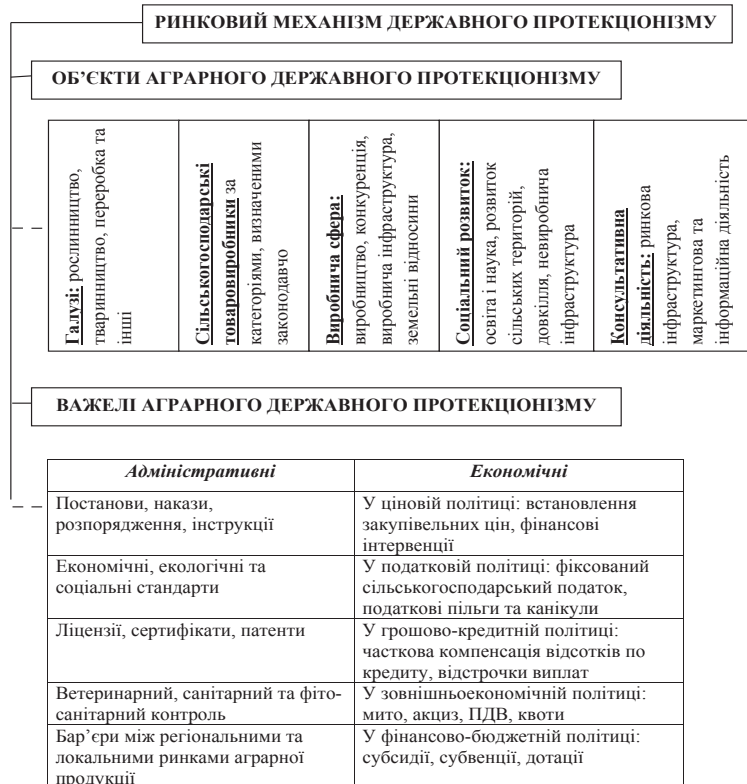 РИНКОВИЙ МЕХАНІЗМ ДЕРЖАВНОГО ПРОТЕКЦІОНІЗМУ
ОБ’ЄКТИ АГРАРНОГО ДЕРЖАВНОГО ПРОТЕКЦІОНІЗМУ
Галузі: рослинництво,
тваринництво, переробка та
інші
Сільськогосподарські
товаровиробники за
категоріями, визначеними
законодавчо
Виробнича сфера:
виробництво, конкуренція,
виробнича інфраструктура,
земельні відносини
Соціальний розвиток:
освіта і наука, розвиток
сільських територій,
довкілля, невиробнича
інфраструктура
Консультативна
діяльність: ринкова
інфраструктура,
маркетингова та
інформаційна діяльність
ВАЖЕЛІ АГРАРНОГО ДЕРЖАВНОГО ПРОТЕКЦІОНІЗМУ
Адміністративні
Економічні
Постанови, накази,
розпорядження, інструкції
У ціновій політиці: встановлення
закупівельних цін, фінансові
інтервенції
Економічні, екологічні та
соціальні стандарти
У податковій політиці: фіксований
сільськогосподарський податок,
податкові пільги та канікули
Ліцензії, сертифікати, патенти
У грошово-кредитній політиці:
часткова компенсація відсотків по
кредиту, відстрочки виплат
Ветеринарний, санітарний та фіто-
санітарний контроль
У зовнішньоекономічній політиці:
мито, акциз, ПДВ, квоти
Бар’єри між регіональними та
локальними ринками аграрної
продукції
У фінансово-бюджетній політиці:
субсидії, субвенції, дотації